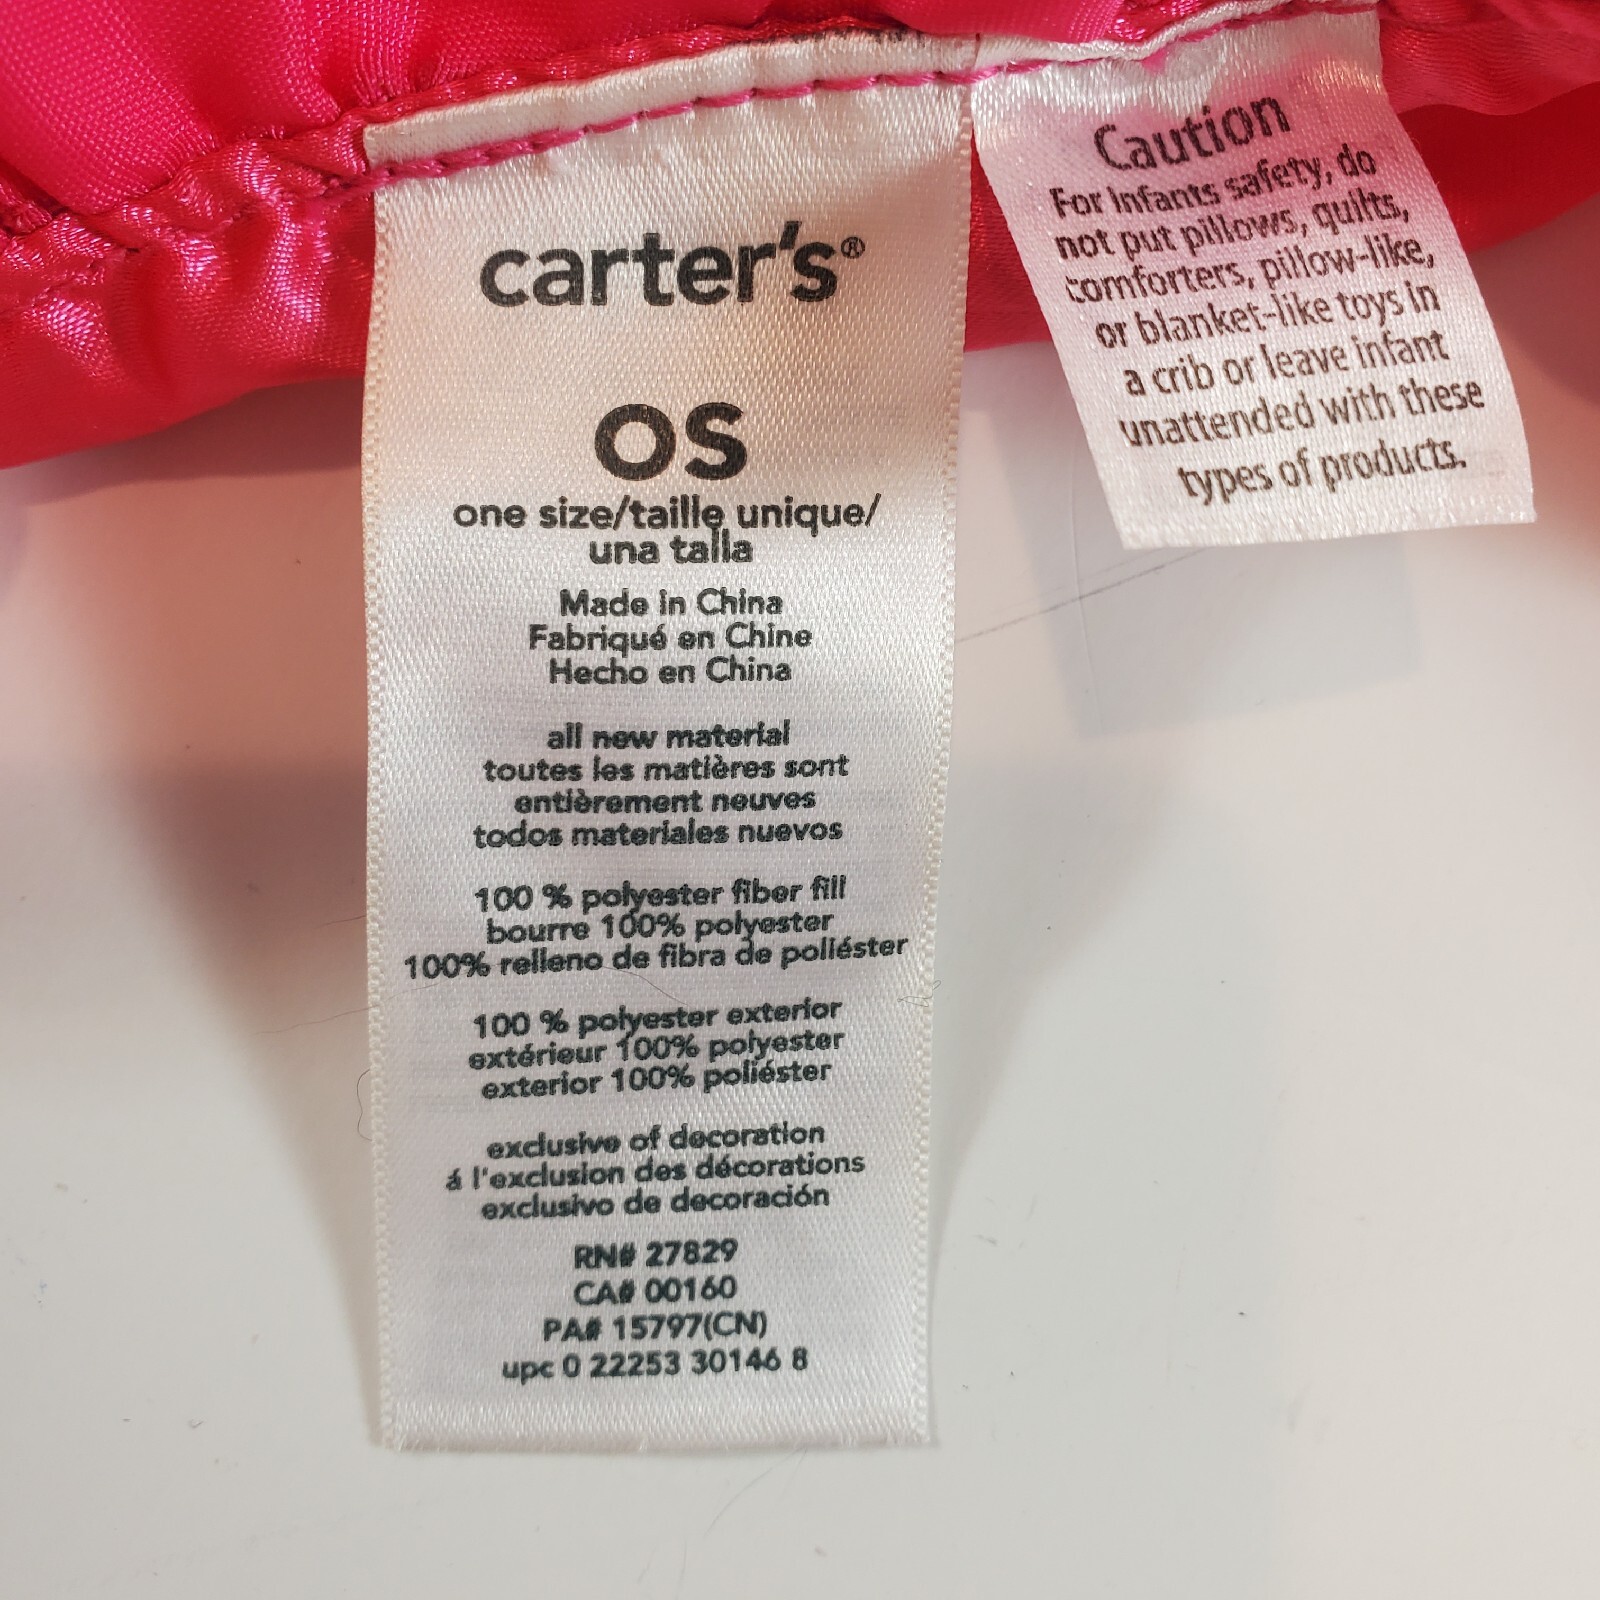 carter's®
OS
one size/taille unique/
una talla
Made in China
Fabriqué en Chine
Hecho en China
all new material
toutes les matières sont
entièrement neuves
todos materiales nuevos
100 % polyester fiber fill
bourre 100% polyester
100% relleno de fibra de poliéster
100 % polyester exterior
extérieur 100% polyester
exterior 100% poliéster
exclusive of decoration
á l'exclusion des décorations
exclusivo de decoración
RN# 27829
CA# 00160
PA# 15797(CN)
upc 0 22253 30146 8
Caution
For Infants safety, do
not put pillows, quilts,
comforters, pillow-like,
or blanket-like toys in
a crib or leave infant
unattended with these
types of products.